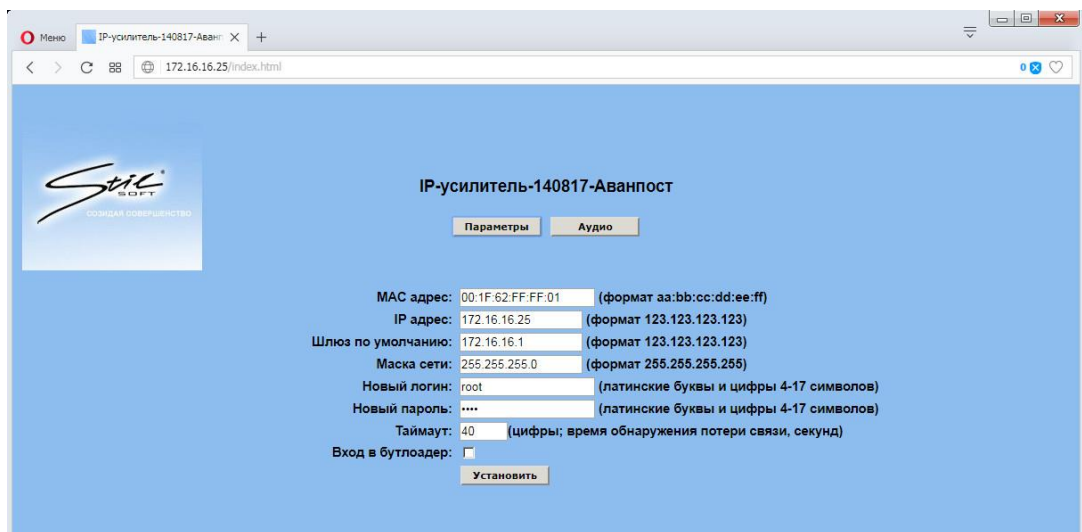 Меню IP-усилитель-140817-Аванг
172.16.16.25/index.html 0
Stil
SOFT
СОЗИДАЯ СОВЕРШЕНСТВО
IP-усилитель-140817-Аванпост
Параметры Аудио
MAC адрес: 00:1F:62:FF:FF:01 (формат aa:bb:cc:dd:ee:ff)
IP адрес: 172.16.16.25 (формат 123.123.123.123)
Шлюз по умолчанию: 172.16.16.1 (формат 123.123.123.123)
Маска сети: 255.255.255.0 (формат 255.255.255.255)
Новый логин: root (латинские буквы и цифры 4-17 символов)
Новый пароль: •••• (латинские буквы и цифры 4-17 символов)
Таймаут: 40 (цифры; время обнаружения потери связи, секунд)
Вход в бутлоадер:
Установить